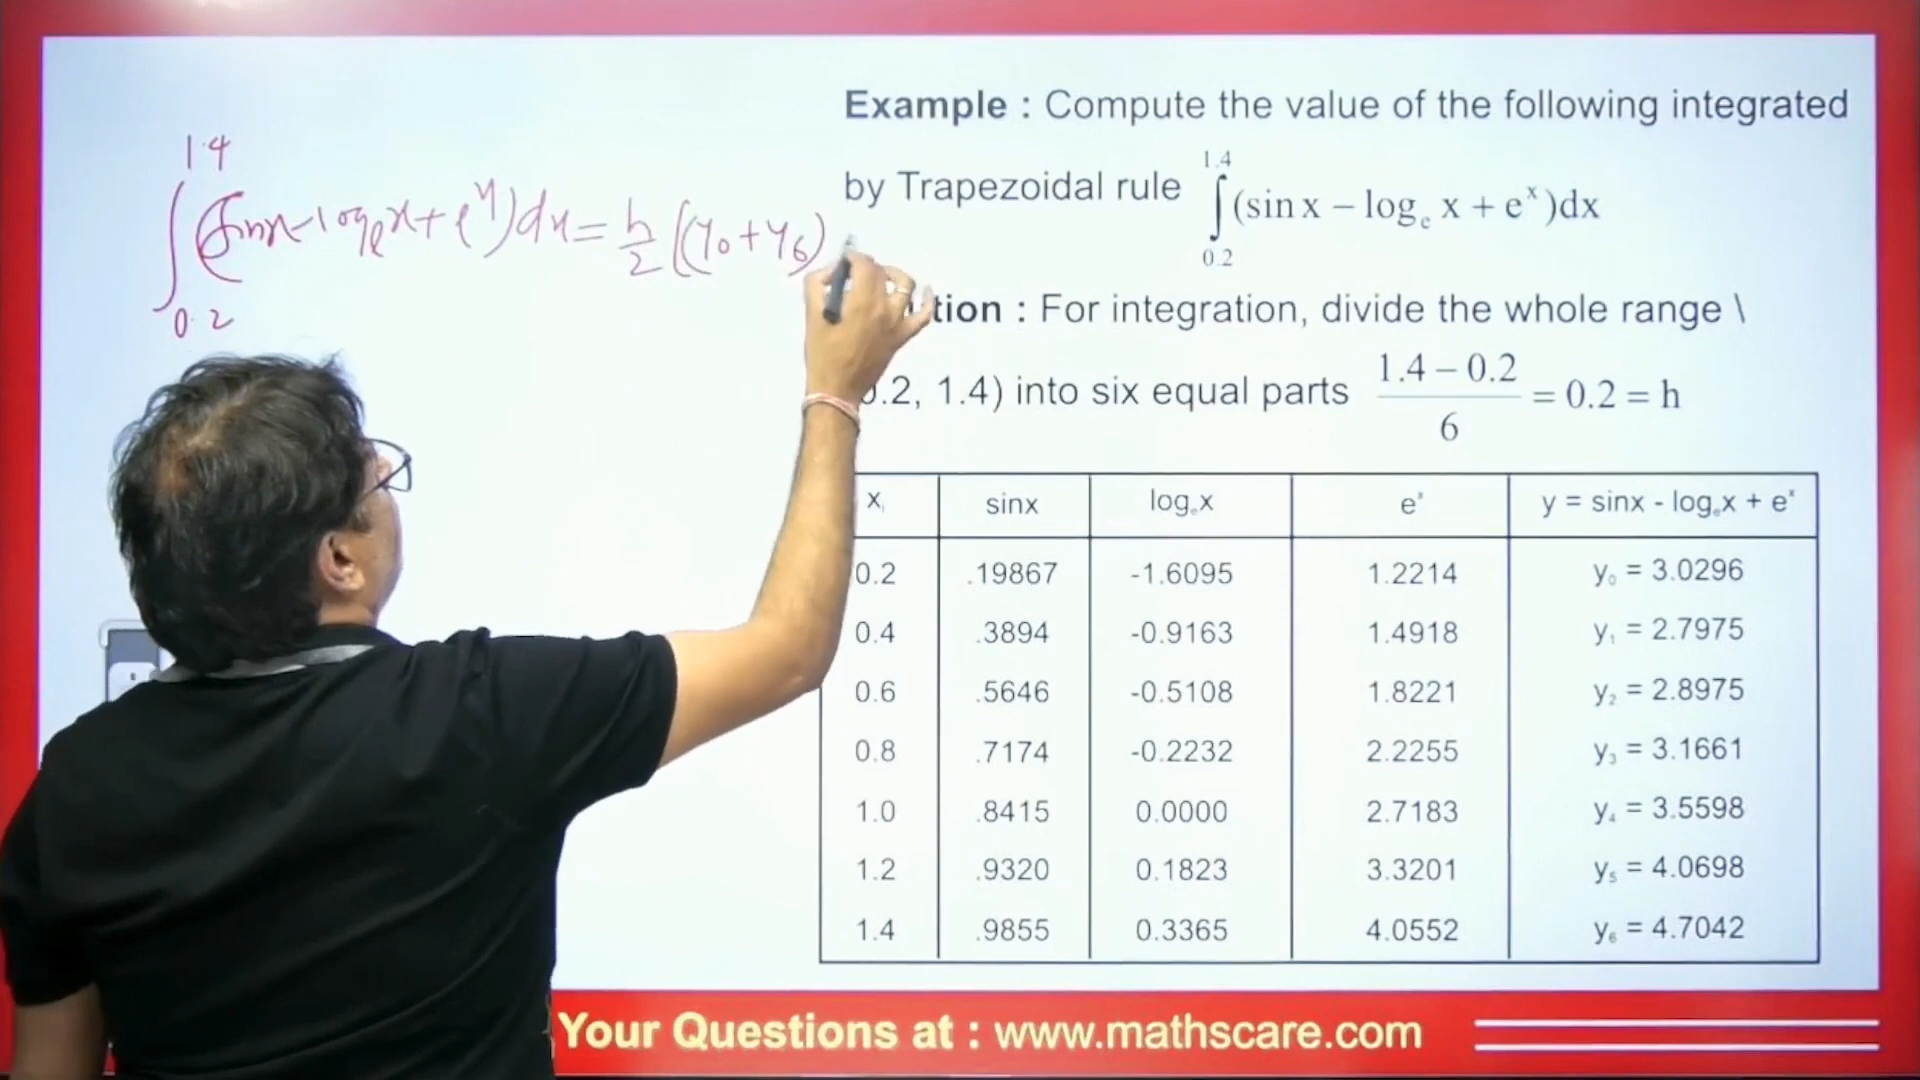 1.4
∫(sinx-logₑx+eˣ)dx = h/2 ((y₀+y₆)
0.2
Example : Compute the value of the following integrated
1.4
by Trapezoidal rule ∫(sin x – logₑ x + eˣ)dx
0.2
tion : For integration, divide the whole range \
0.2, 1.4) into six equal parts (1.4 – 0.2)/6 = 0.2 = h
xᵢ sinx logₑx eˣ y = sinx - logₑx + eˣ
0.2 .19867 -1.6095 1.2214 y₀ = 3.0296
0.4 .3894 -0.9163 1.4918 y₁ = 2.7975
0.6 .5646 -0.5108 1.8221 y₂ = 2.8975
0.8 .7174 -0.2232 2.2255 y₃ = 3.1661
1.0 .8415 0.0000 2.7183 y₄ = 3.5598
1.2 .9320 0.1823 3.3201 y₅ = 4.0698
1.4 .9855 0.3365 4.0552 y₆ = 4.7042
Your Questions at : www.mathscare.com